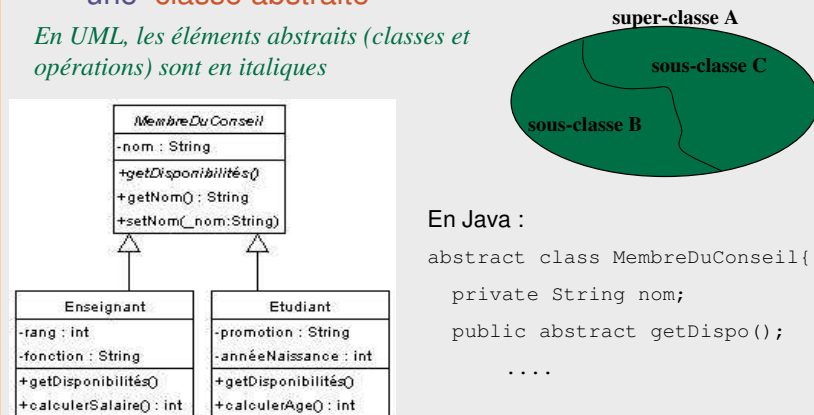 une classe abstraite
En UML, les éléments abstraits (classes et
opérations) sont en italiques
MembreDuConseil
-nom : String
+getDisponibilités()
+getNom() : String
+setNom(_nom:String)
Enseignant
-rang : int
-fonction : String
+getDisponibilités()
+calculerSalaire() : int
Etudiant
-promotion : String
-annéeNaissance : int
+getDisponibilités()
+calculerAge() : int
super-classe A
sous-classe C
sous-classe B
En Java :
abstract class MembreDuConseil{
private String nom;
public abstract getDispo();
....